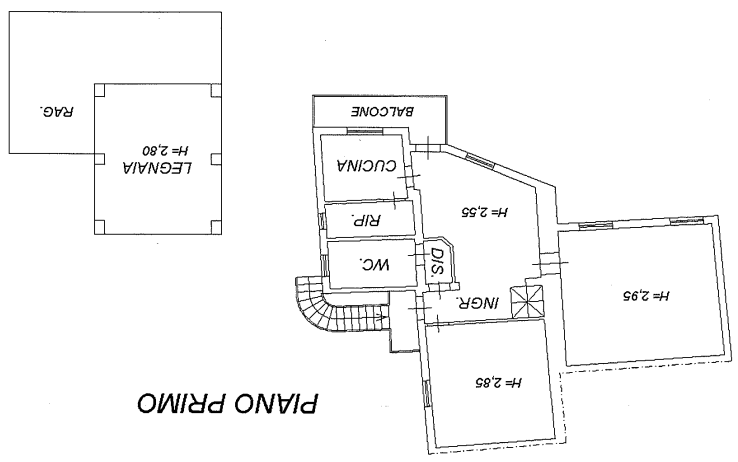 PIANO PRIMO
H= 2,85
INGR.
H= 2,95
WC.
DIS.
RIP.
H= 2,55
LEGNAIA
H= 2,80
CUCINA
RAG.
BALCONE